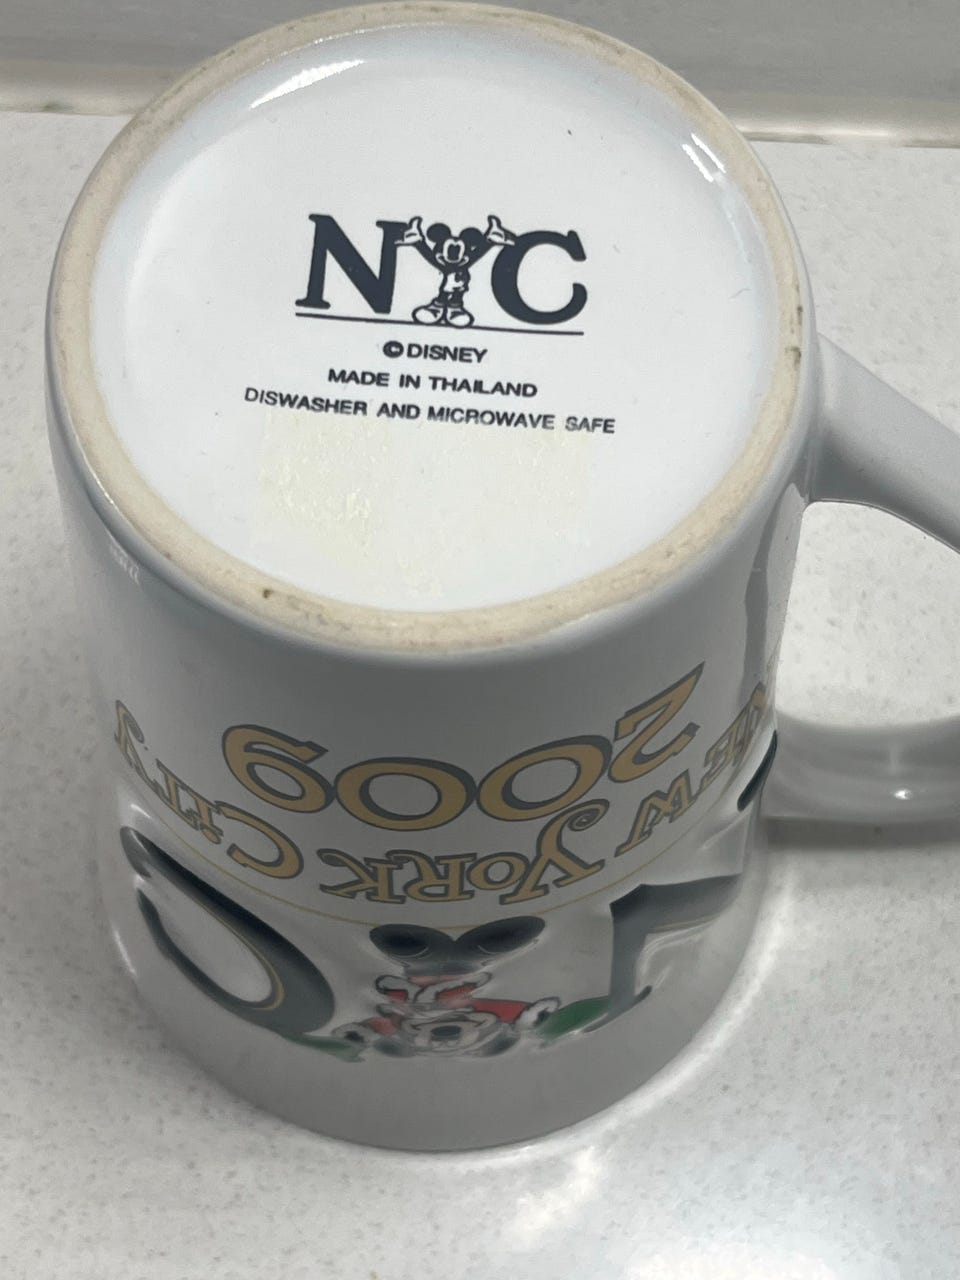 NYC
©DISNEY
MADE IN THAILAND
DISWASHER AND MICROWAVE SAFE
2009
NEW YORK CITY